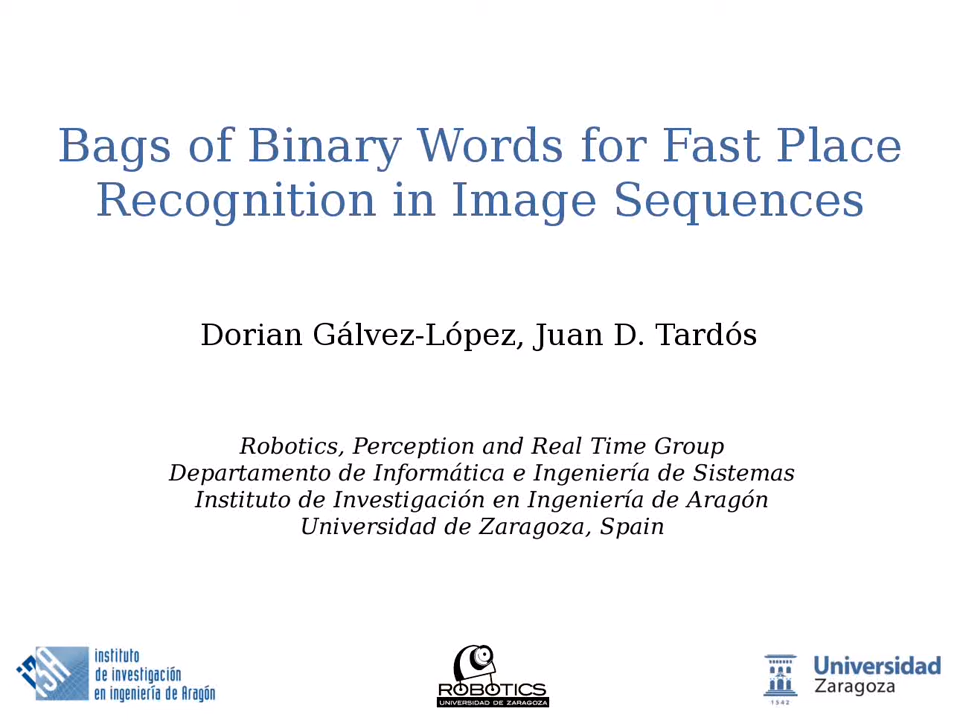 Bags of Binary Words for Fast Place
Recognition in Image Sequences
Dorian Gálvez-López, Juan D. Tardós
Robotics, Perception and Real Time Group
Departamento de Informática e Ingeniería de Sistemas
Instituto de Investigación en Ingeniería de Aragón
Universidad de Zaragoza, Spain
i3A
instituto
de investigación
en ingeniería de Aragón
ROBOTICS
UNIVERSIDAD DE ZARAGOZA
Universidad
Zaragoza
1542